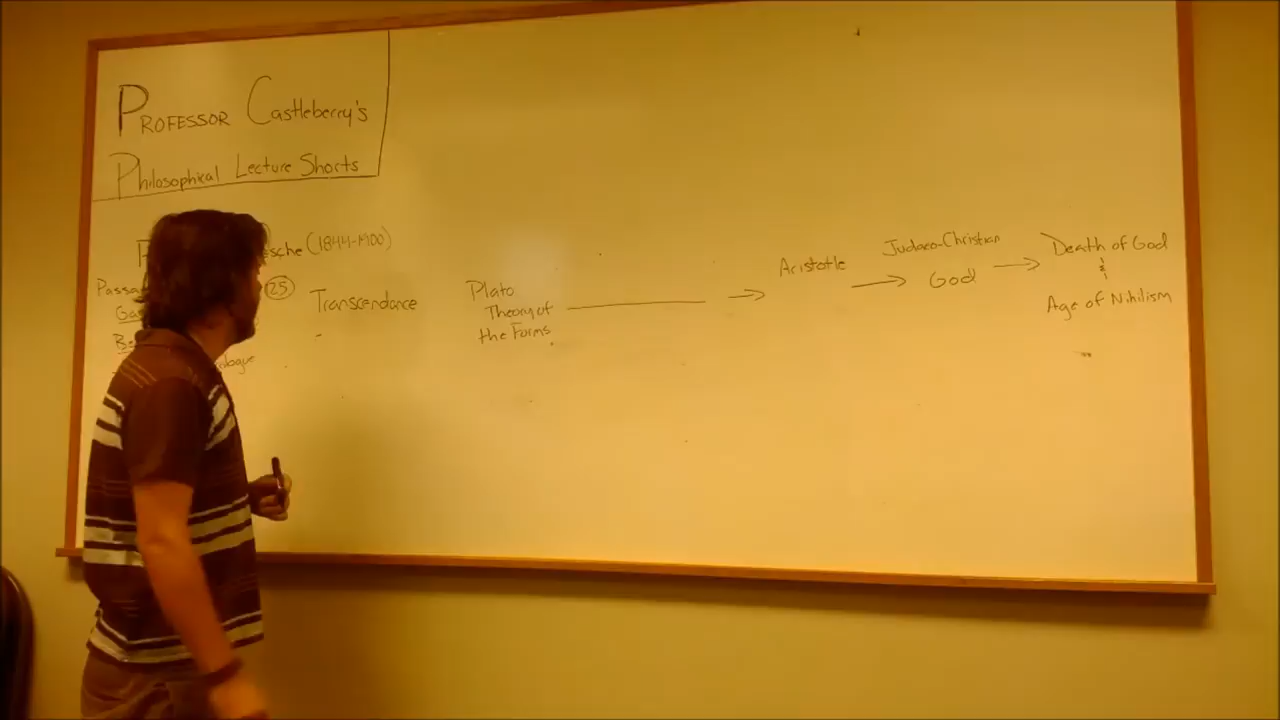 Professor Castleberry's
Philosophical Lecture Shorts
(1844-1900)
25
Transcendance
Plato
Theory of
the Forms
Aristotle
Judaeo-Christian
God
Death of God
&
Age of Nihilism